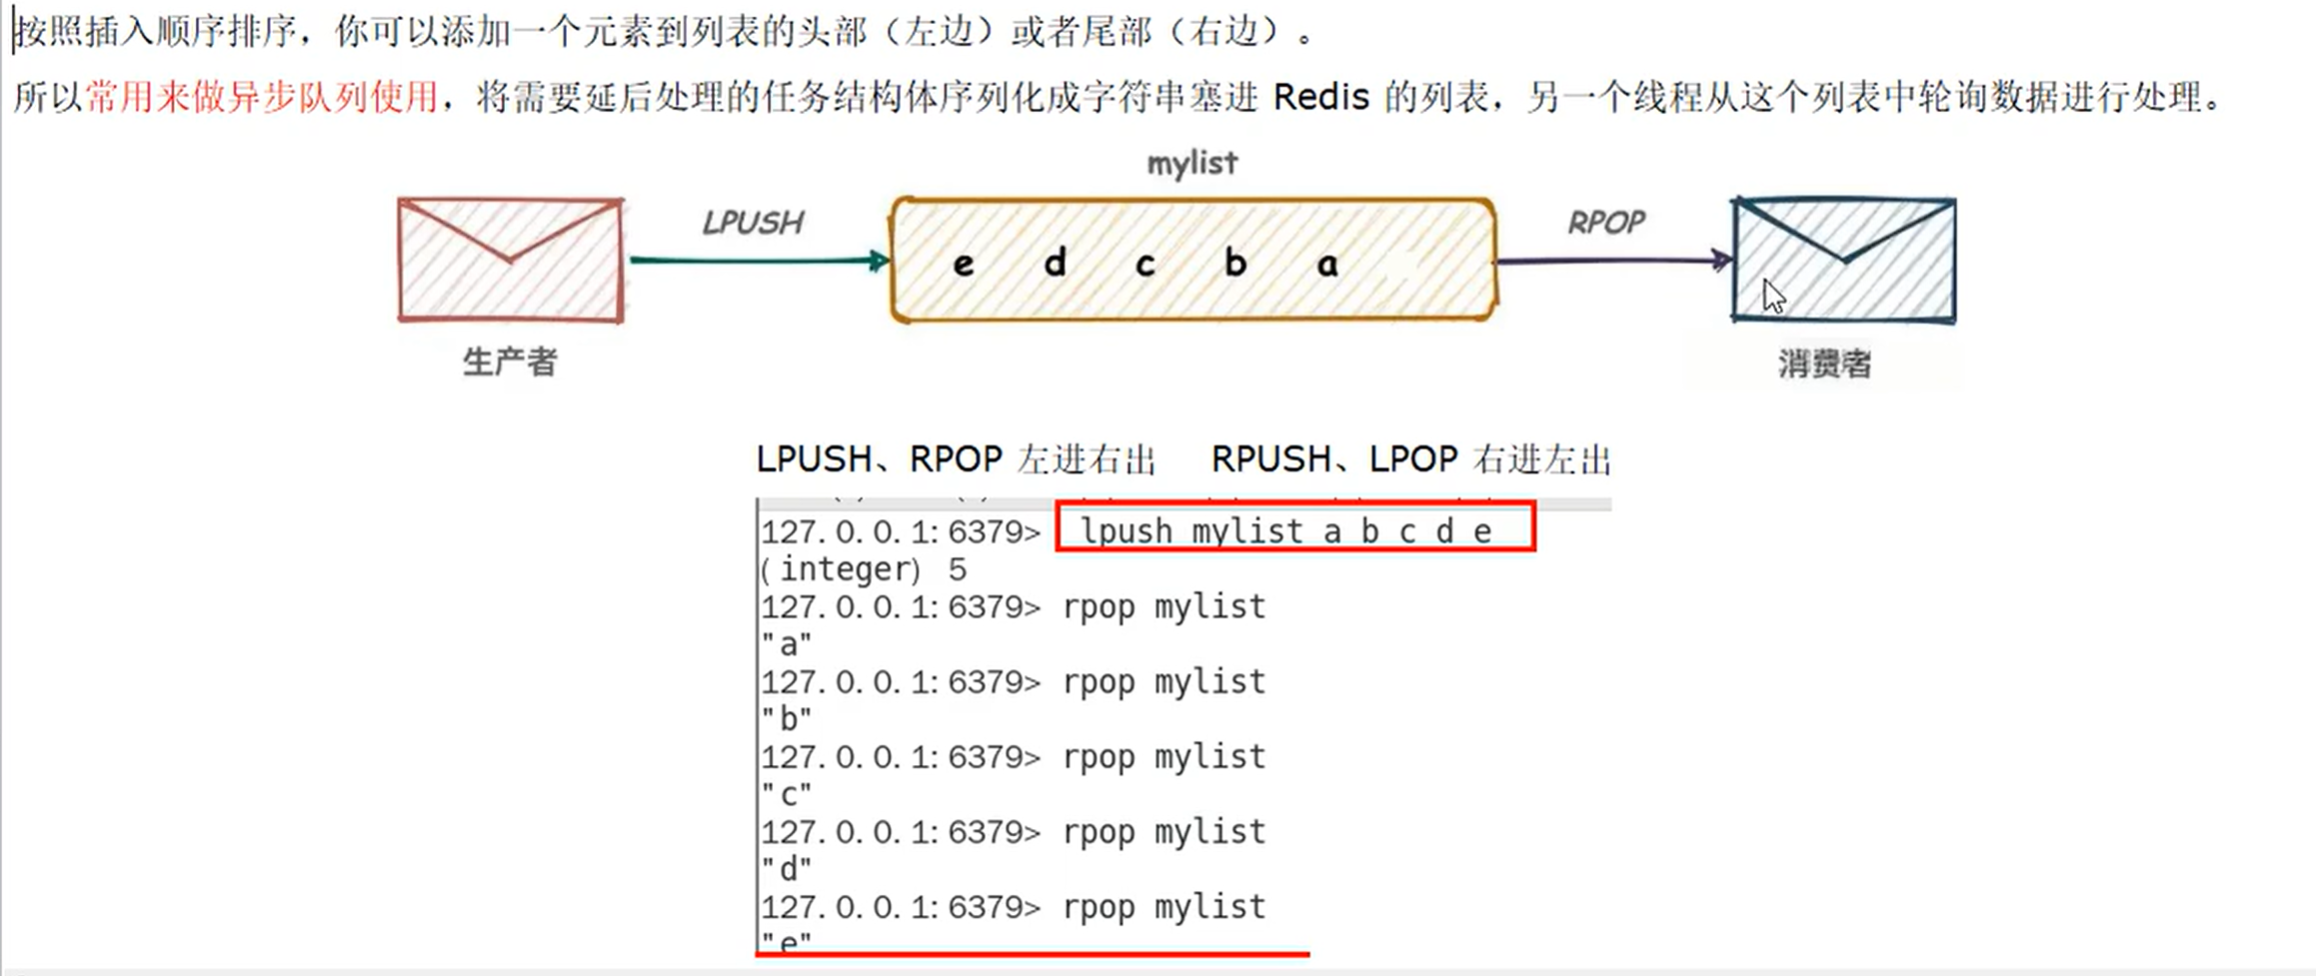 按照插入顺序排序，你可以添加一个元素到列表的头部（左边）或者尾部（右边）。
所以常用来做异步队列使用，将需要延后处理的任务结构体序列化成字符串塞进 Redis 的列表，另一个线程从这个列表中轮询数据进行处理。
mylist
LPUSH
RPOP
e d c b a
生产者
消费者
LPUSH、RPOP 左进右出 RPUSH、LPOP 右进左出
127.0.0.1:6379> lpush mylist a b c d e
(integer) 5
127.0.0.1:6379> rpop mylist
"a"
127.0.0.1:6379> rpop mylist
"b"
127.0.0.1:6379> rpop mylist
"c"
127.0.0.1:6379> rpop mylist
"d"
127.0.0.1:6379> rpop mylist
"e"